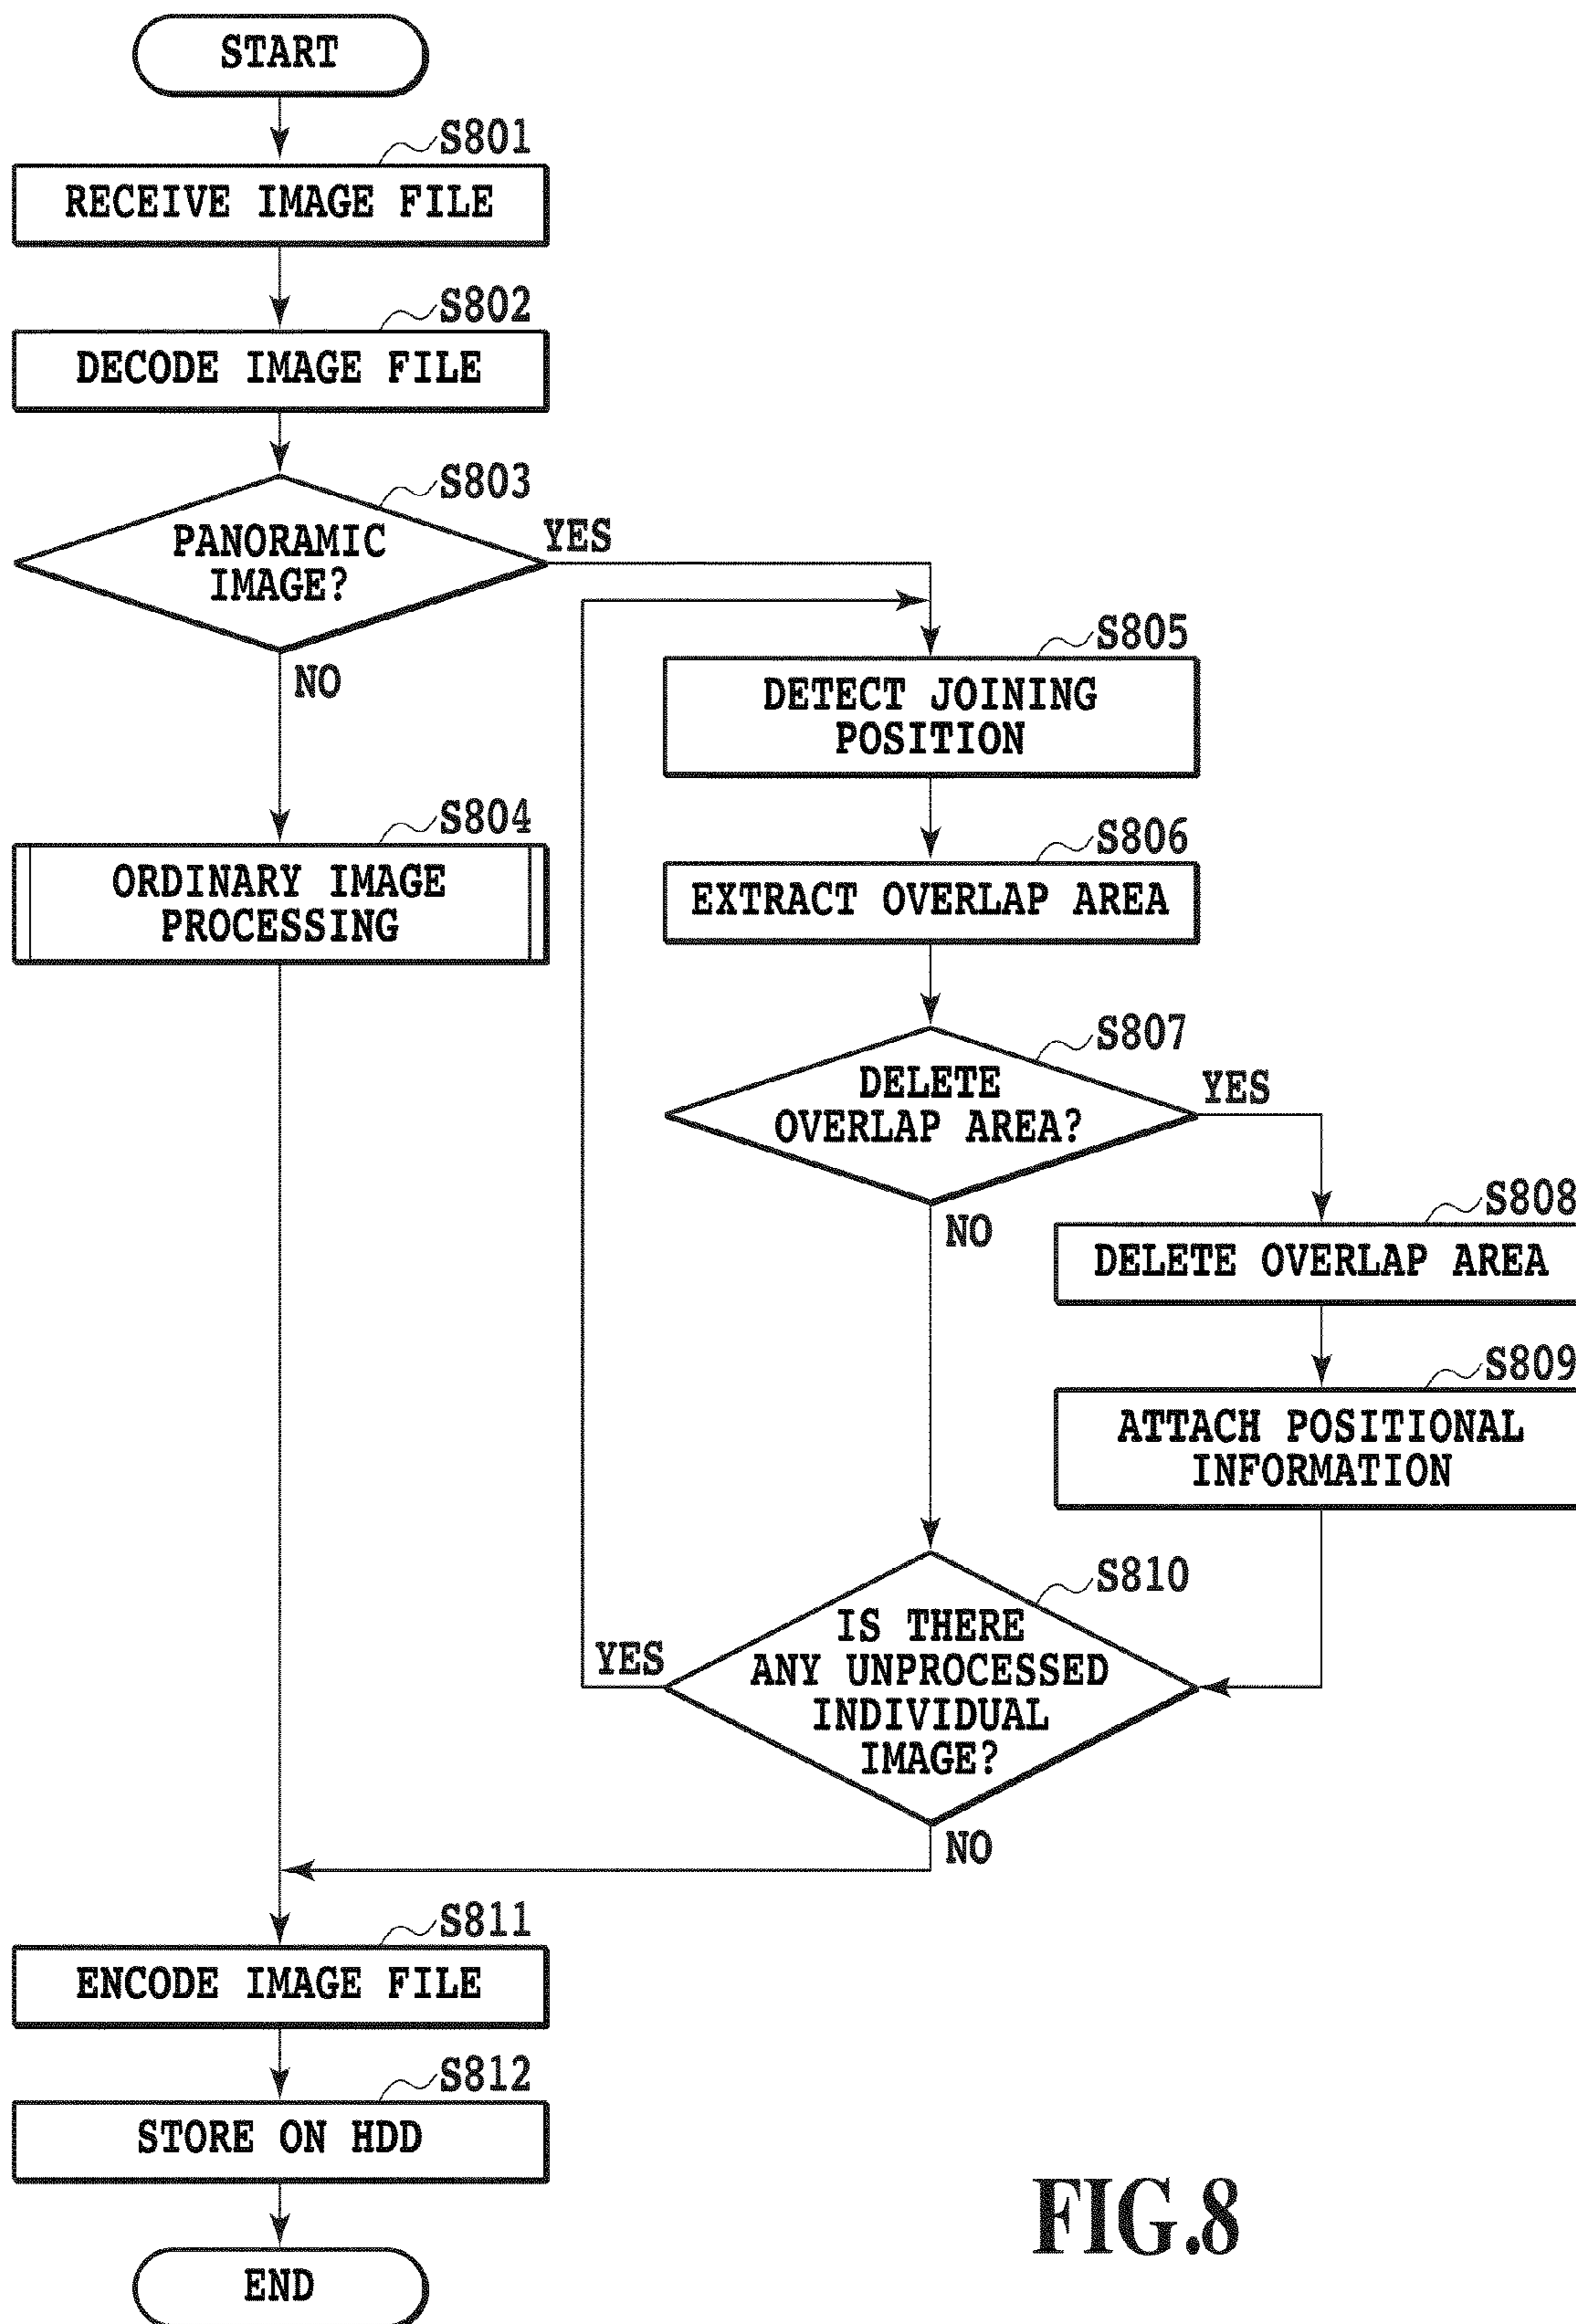 START
S801
RECEIVE IMAGE FILE
S802
DECODE IMAGE FILE
S803
PANORAMIC
IMAGE?
YES
NO
S804
ORDINARY IMAGE
PROCESSING
S805
DETECT JOINING
POSITION
S806
EXTRACT OVERLAP AREA
S807
DELETE
OVERLAP AREA?
YES
NO
S808
DELETE OVERLAP AREA
S809
ATTACH POSITIONAL
INFORMATION
S810
IS THERE
ANY UNPROCESSED
INDIVIDUAL
IMAGE?
YES
NO
S811
ENCODE IMAGE FILE
S812
STORE ON HDD
END
FIG.8